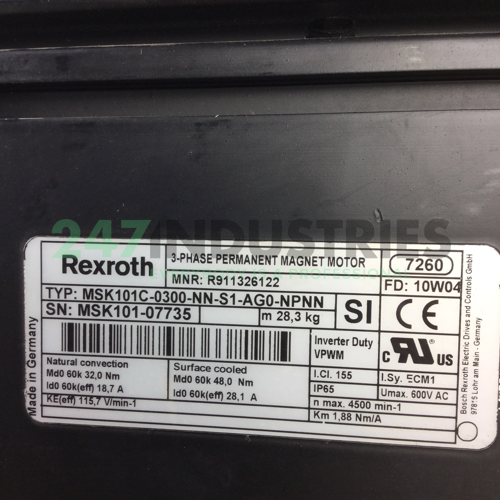 247INDUSTRIES
Rexroth
3-PHASE PERMANENT MAGNET MOTOR
7260
MNR: R911326122
FD: 10W04
TYP: MSK101C-0300-NN-S1-AG0-NPNN
SN: MSK101-07735
m 28,3 kg
SI
C RU US
Made in Germany
Natural convection
Md0 60k 32,0 Nm
Id0 60k(eff) 18,7 A
KE(eff) 115,7 V/min-1
Surface cooled
Md0 60k 48,0 Nm
Id0 60k(eff) 28,1 A
Inverter Duty
VPWM
I.Cl. 155
I.Sy. ECM1
IP65
Umax. 600V AC
n max. 4500 min-1
Km 1,88 Nm/A
Bosch Rexroth Electric Drives and Controls GmbH
97816 Lohr am Main - Germany